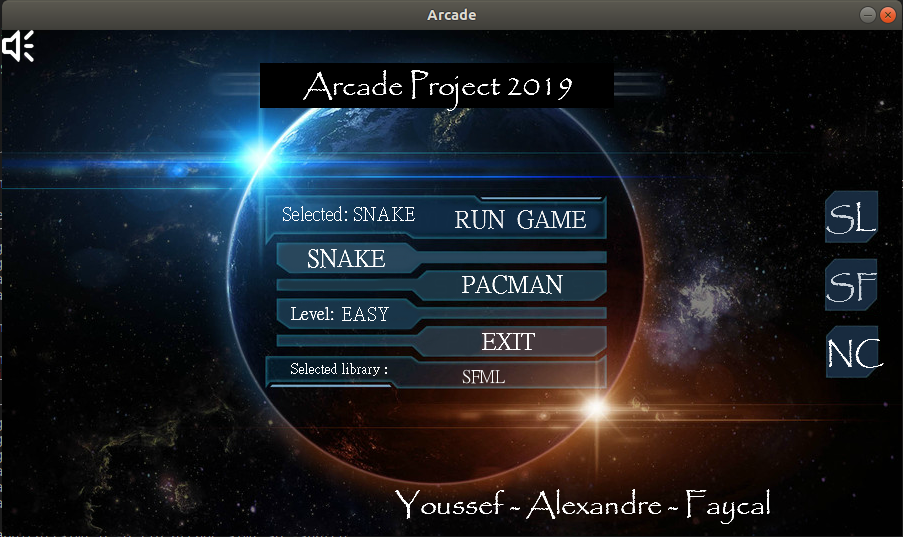 Arcade
Arcade Project 2019
Selected: SNAKE
RUN GAME
SNAKE
PACMAN
Level: EASY
EXIT
Selected library :
SFML
SL
SF
NC
Youssef - Alexandre - Faycal